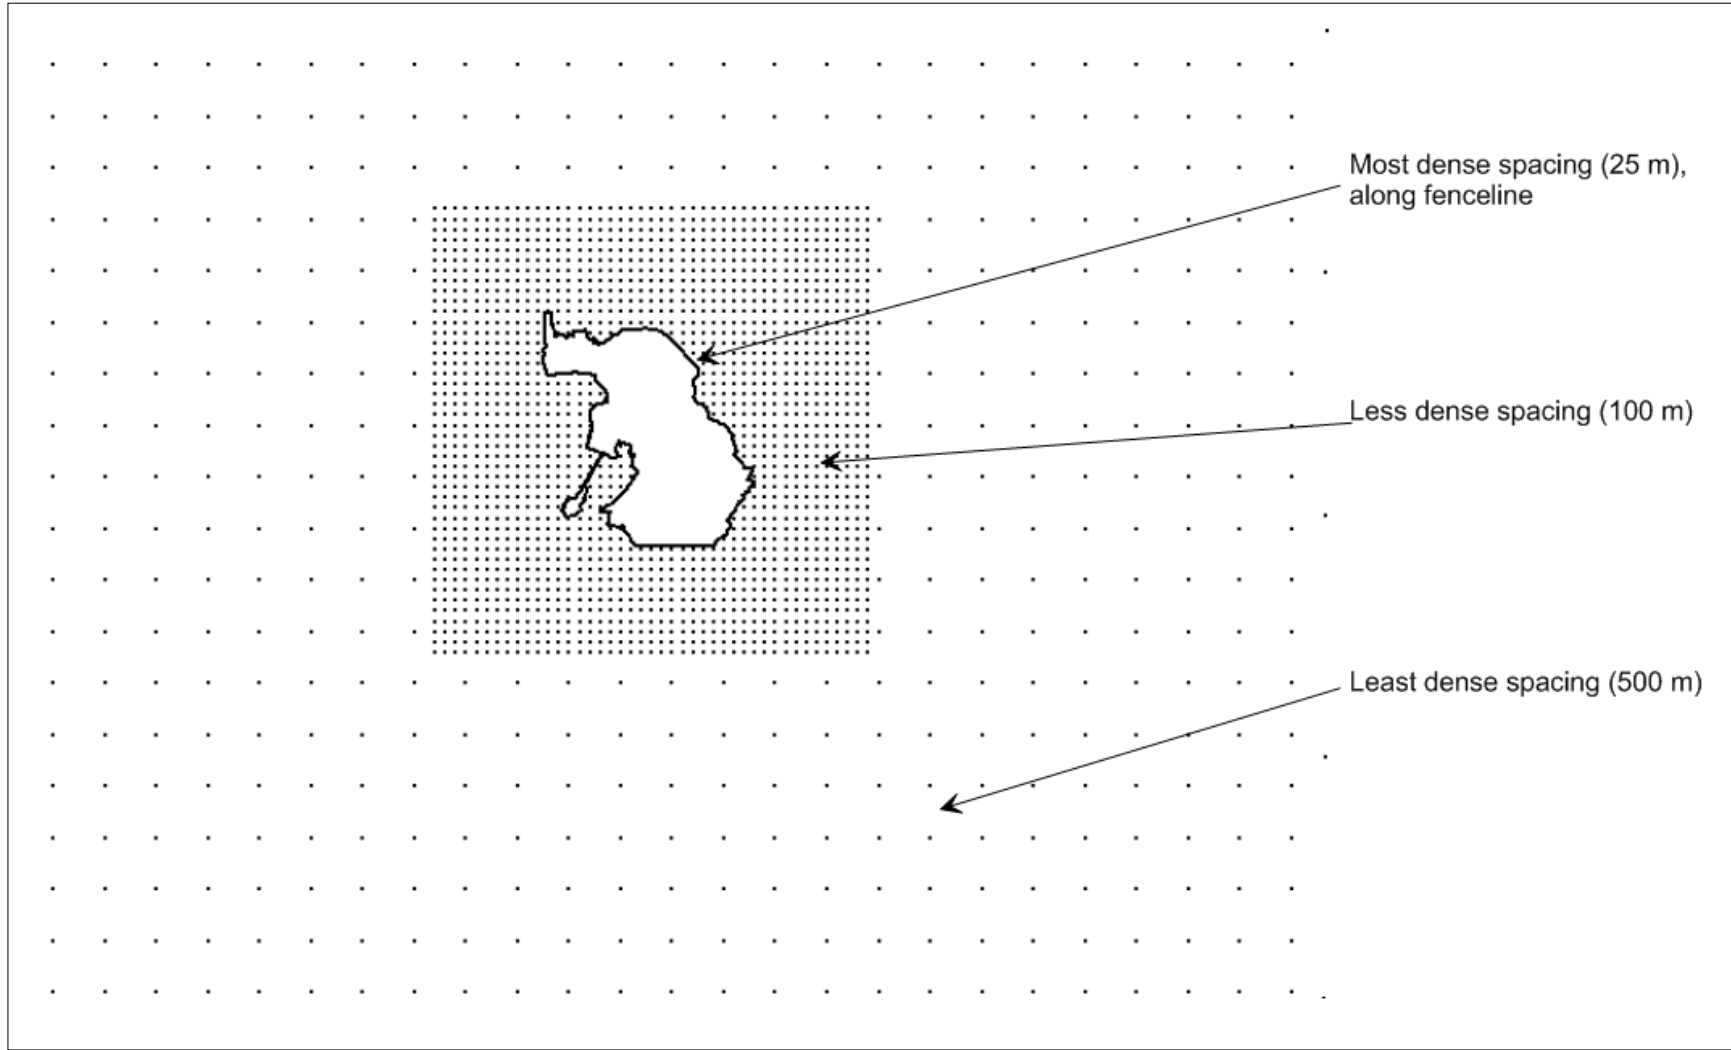 Most dense spacing (25 m),
along fenceline
Less dense spacing (100 m)
Least dense spacing (500 m)